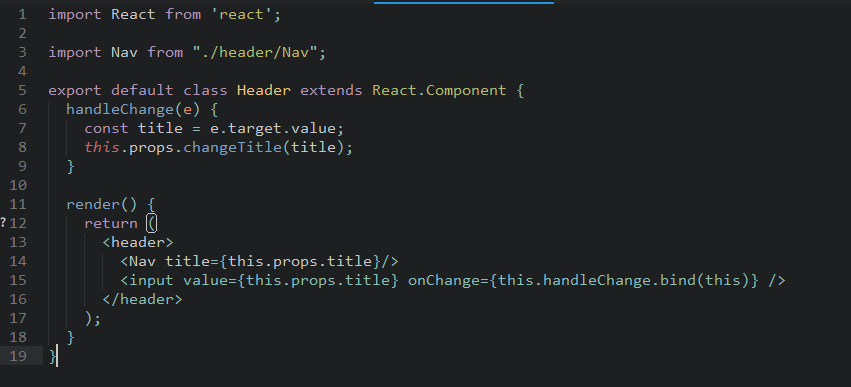 1 import React from 'react';
2
3 import Nav from "./header/Nav";
4
5 export default class Header extends React.Component {
6 handleChange(e) {
7 const title = e.target.value;
8 this.props.changeTitle(title);
9 }
10
11 render() {
? 12 return (
13 <header>
14 <Nav title={this.props.title}/>
15 <input value={this.props.title} onChange={this.handleChange.bind(this)} />
16 </header>
17 );
18 }
19 }